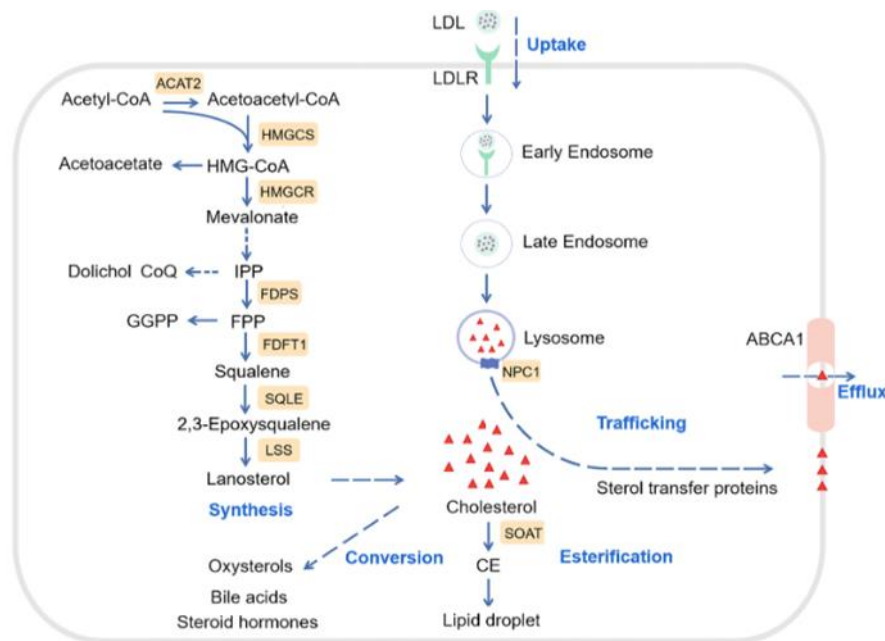 LDL
Uptake
LDLR
ACAT2
Acetyl-CoA
Acetoacetyl-CoA
HMGCS
Acetoacetate
HMG-CoA
HMGCR
Mevalonate
Dolichol CoQ
IPP
FDPS
GGPP
FPP
FDFT1
Squalene
SQLE
2,3-Epoxysqualene
LSS
Lanosterol
Synthesis
Early Endosome
Late Endosome
Lysosome
NPC1
Trafficking
Sterol transfer proteins
ABCA1
Efflux
Cholesterol
SOAT
Conversion
Esterification
CE
Lipid droplet
Oxysterols
Bile acids
Steroid hormones